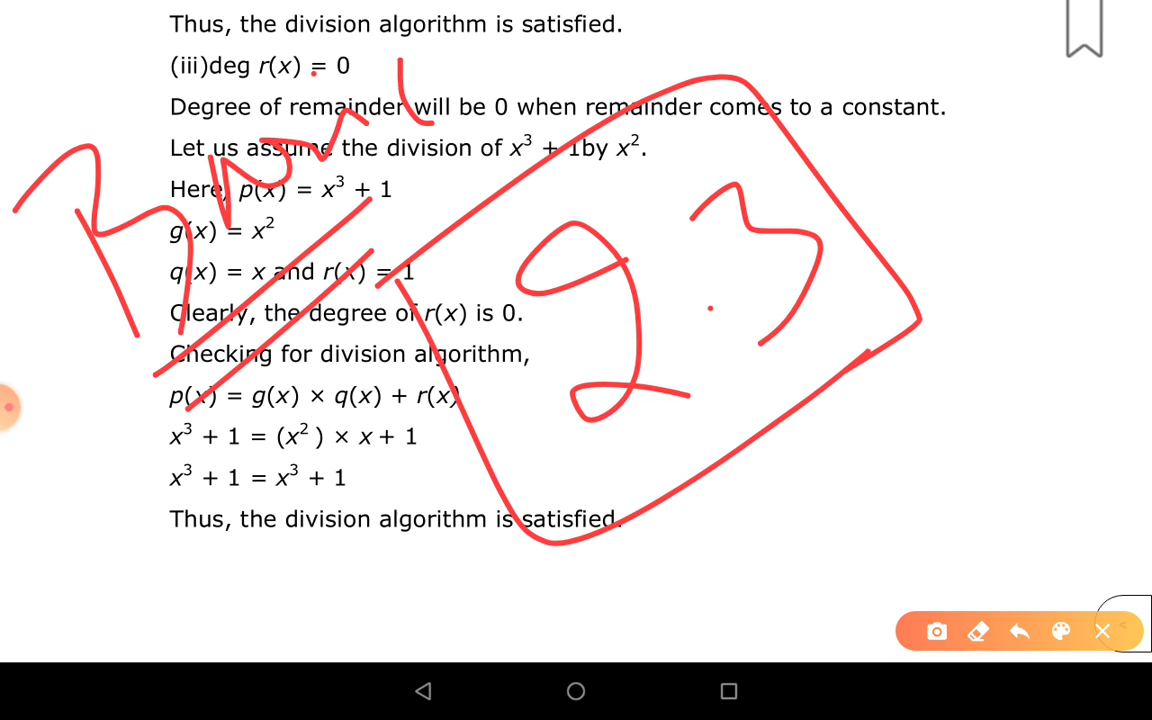 Thus, the division algorithm is satisfied.
(iii)deg r(x) = 0
Degree of remainder will be 0 when remainder comes to a constant.
Let us assume the division of x³ + 1by x².
Here, p(x) = x³ + 1
g(x) = x²
q(x) = x and r(x) = 1
Clearly, the degree of r(x) is 0.
Checking for division algorithm,
p(x) = g(x) × q(x) + r(x)
x³ + 1 = (x² ) × x + 1
x³ + 1 = x³ + 1
Thus, the division algorithm is satisfied.
2.3